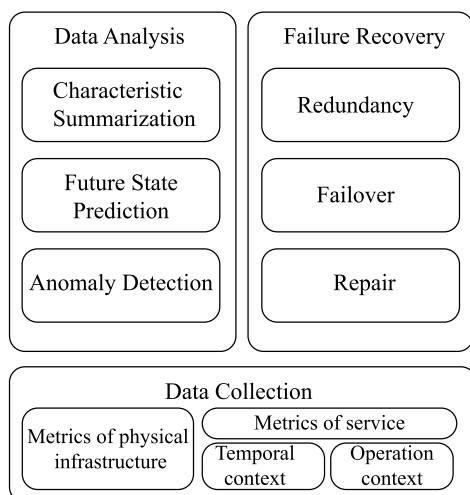 Data Analysis
Characteristic
Summarization
Future State
Prediction
Anomaly Detection
Failure Recovery
Redundancy
Failover
Repair
Data Collection
Metrics of physical
infrastructure
Metrics of service
Temporal
context
Operation
context